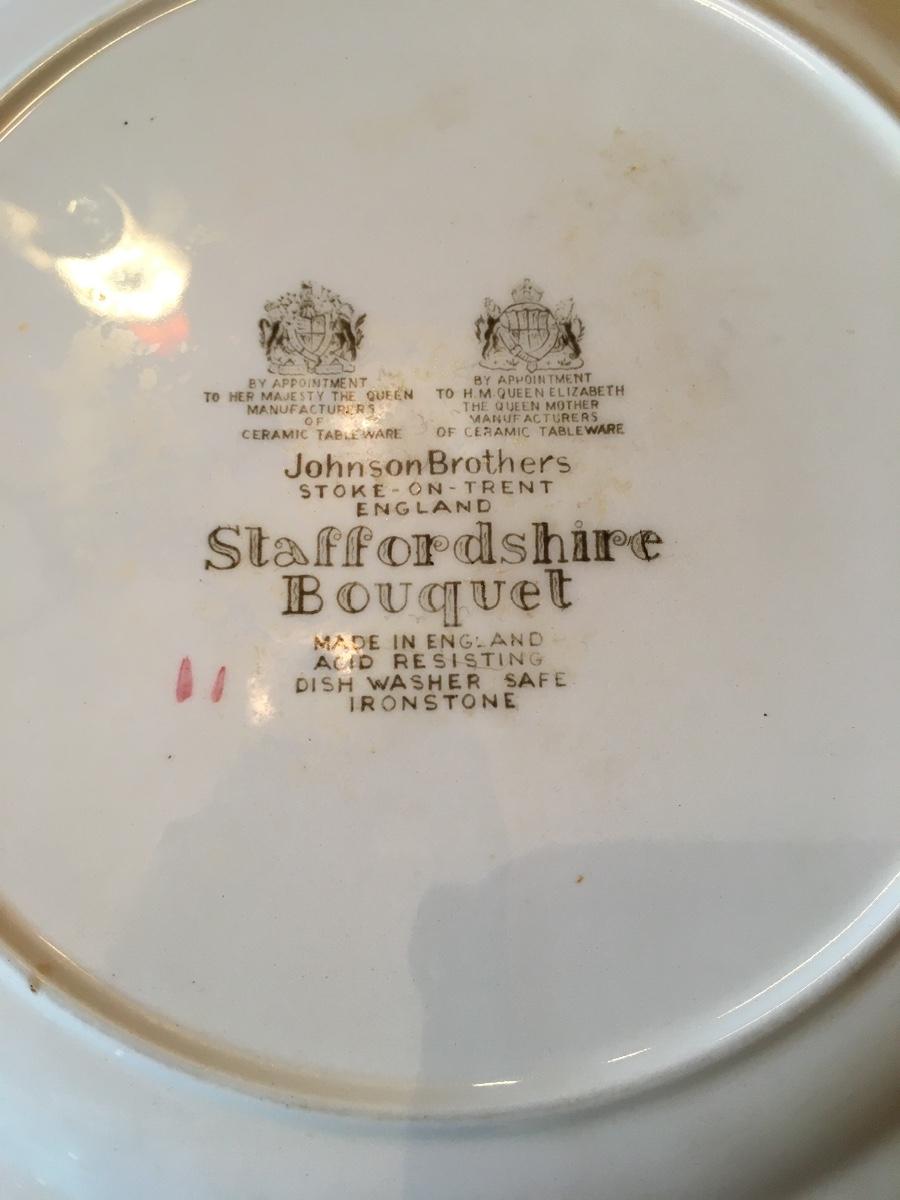 BY APPOINTMENT
TO HER MAJESTY THE QUEEN
MANUFACTURERS
OF
CERAMIC TABLEWARE
BY APPOINTMENT
TO H.M. QUEEN ELIZABETH
THE QUEEN MOTHER
MANUFACTURERS
OF CERAMIC TABLEWARE
Johnson Brothers
STOKE-ON-TRENT
ENGLAND
Staffordshire
Bouquet
MADE IN ENGLAND
ACID RESISTING
DISH WASHER SAFE
IRONSTONE